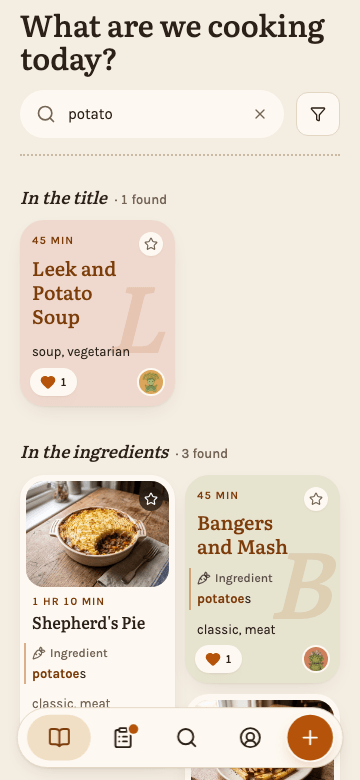 What are we cooking
today?
potato
In the title · 1 found
45 MIN
Leek and
Potato
Soup
L
soup, vegetarian
1
In the ingredients · 3 found
1 HR 10 MIN
Shepherd's Pie
Ingredient
potatoes
classic, meat
45 MIN
Bangers
and Mash
B
Ingredient
potatoes
classic, meat
1